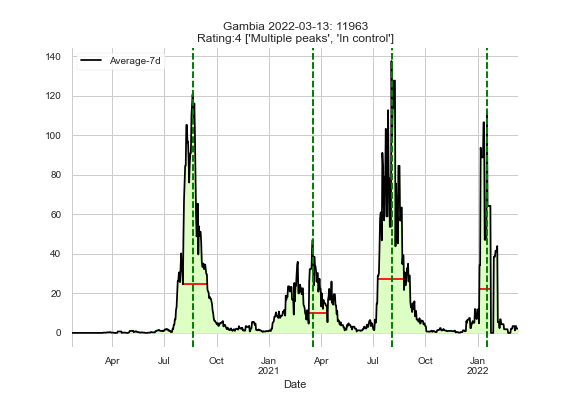 Gambia 2022-03-13: 11963
Rating:4 ['Multiple peaks', 'In control']
Average-7d
140
120
100
80
60
40
20
0
Apr Jul Oct Jan Apr Jul Oct Jan
2021 2022
Date